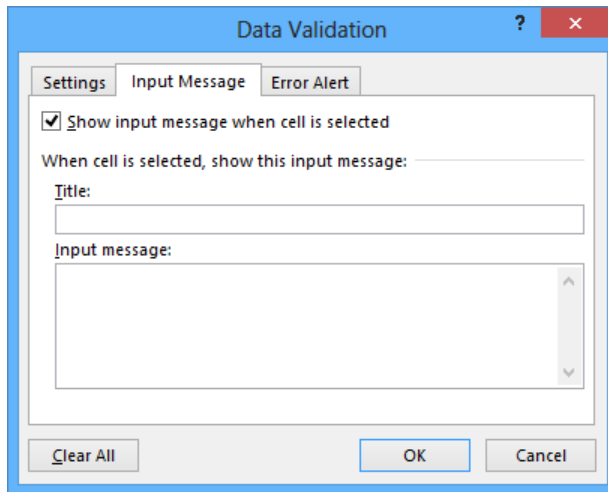 Data Validation ? ×
Settings Input Message Error Alert
Show input message when cell is selected
When cell is selected, show this input message:
Title:
Input message:
Clear All OK Cancel